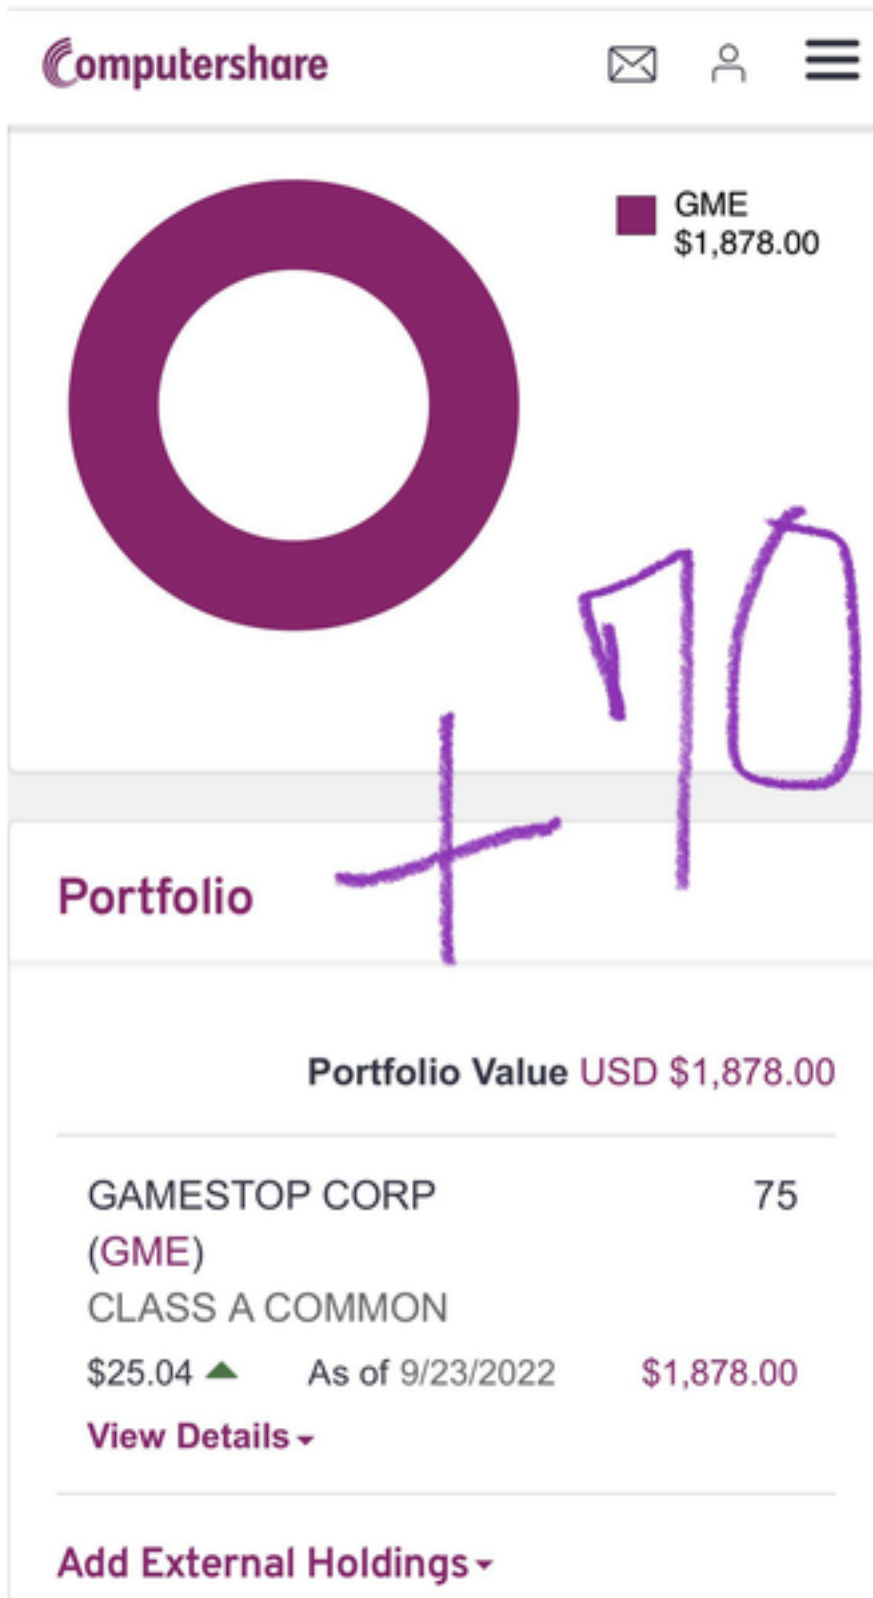 Computershare
GME
$1,878.00
+70
Portfolio
Portfolio Value USD $1,878.00
GAMESTOP CORP 75
(GME)
CLASS A COMMON
$25.04 As of 9/23/2022 $1,878.00
View Details
Add External Holdings